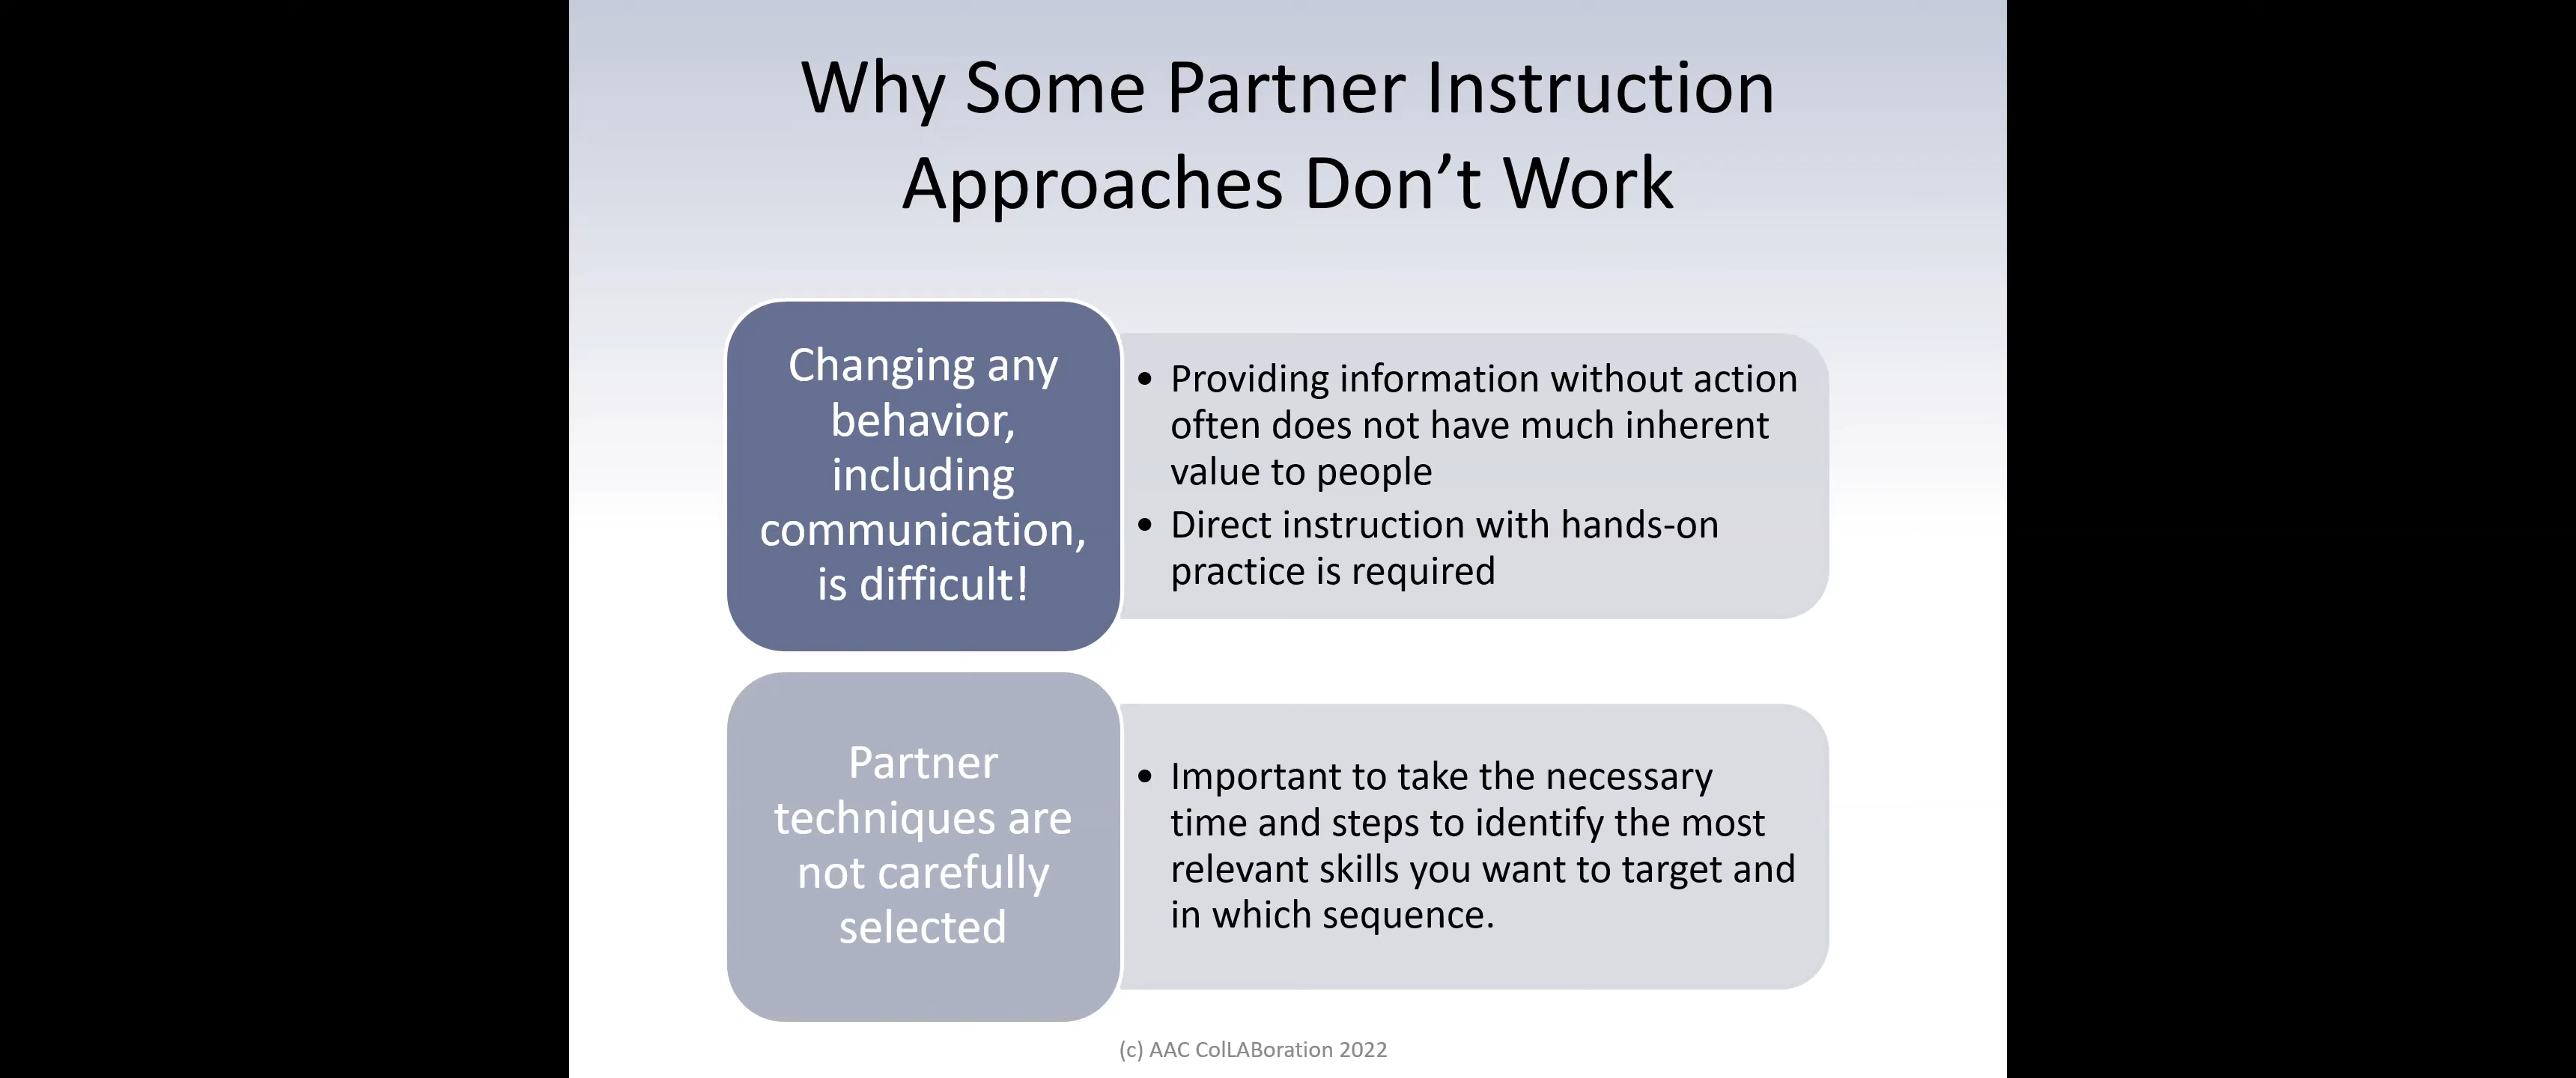 Why Some Partner Instruction
Approaches Don’t Work
Changing any
behavior,
including
communication,
is difficult!
• Providing information without action
often does not have much inherent
value to people
• Direct instruction with hands-on
practice is required
Partner
techniques are
not carefully
selected
• Important to take the necessary
time and steps to identify the most
relevant skills you want to target and
in which sequence.
(c) AAC ColLABoration 2022